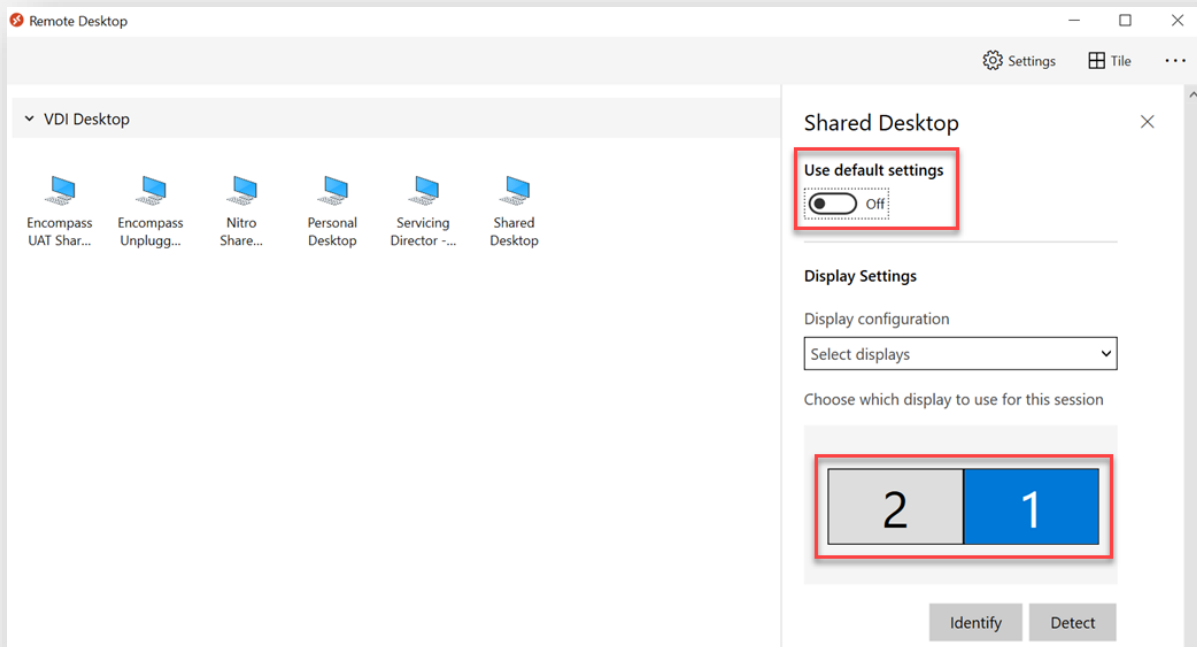 Remote Desktop
Settings
Tile
VDI Desktop
Encompass
UAT Shar...
Encompass
Unplugg...
Nitro
Share...
Personal
Desktop
Servicing
Director -...
Shared
Desktop
Shared Desktop
Use default settings
Off
Display Settings
Display configuration
Select displays
Choose which display to use for this session
2
1
Identify
Detect